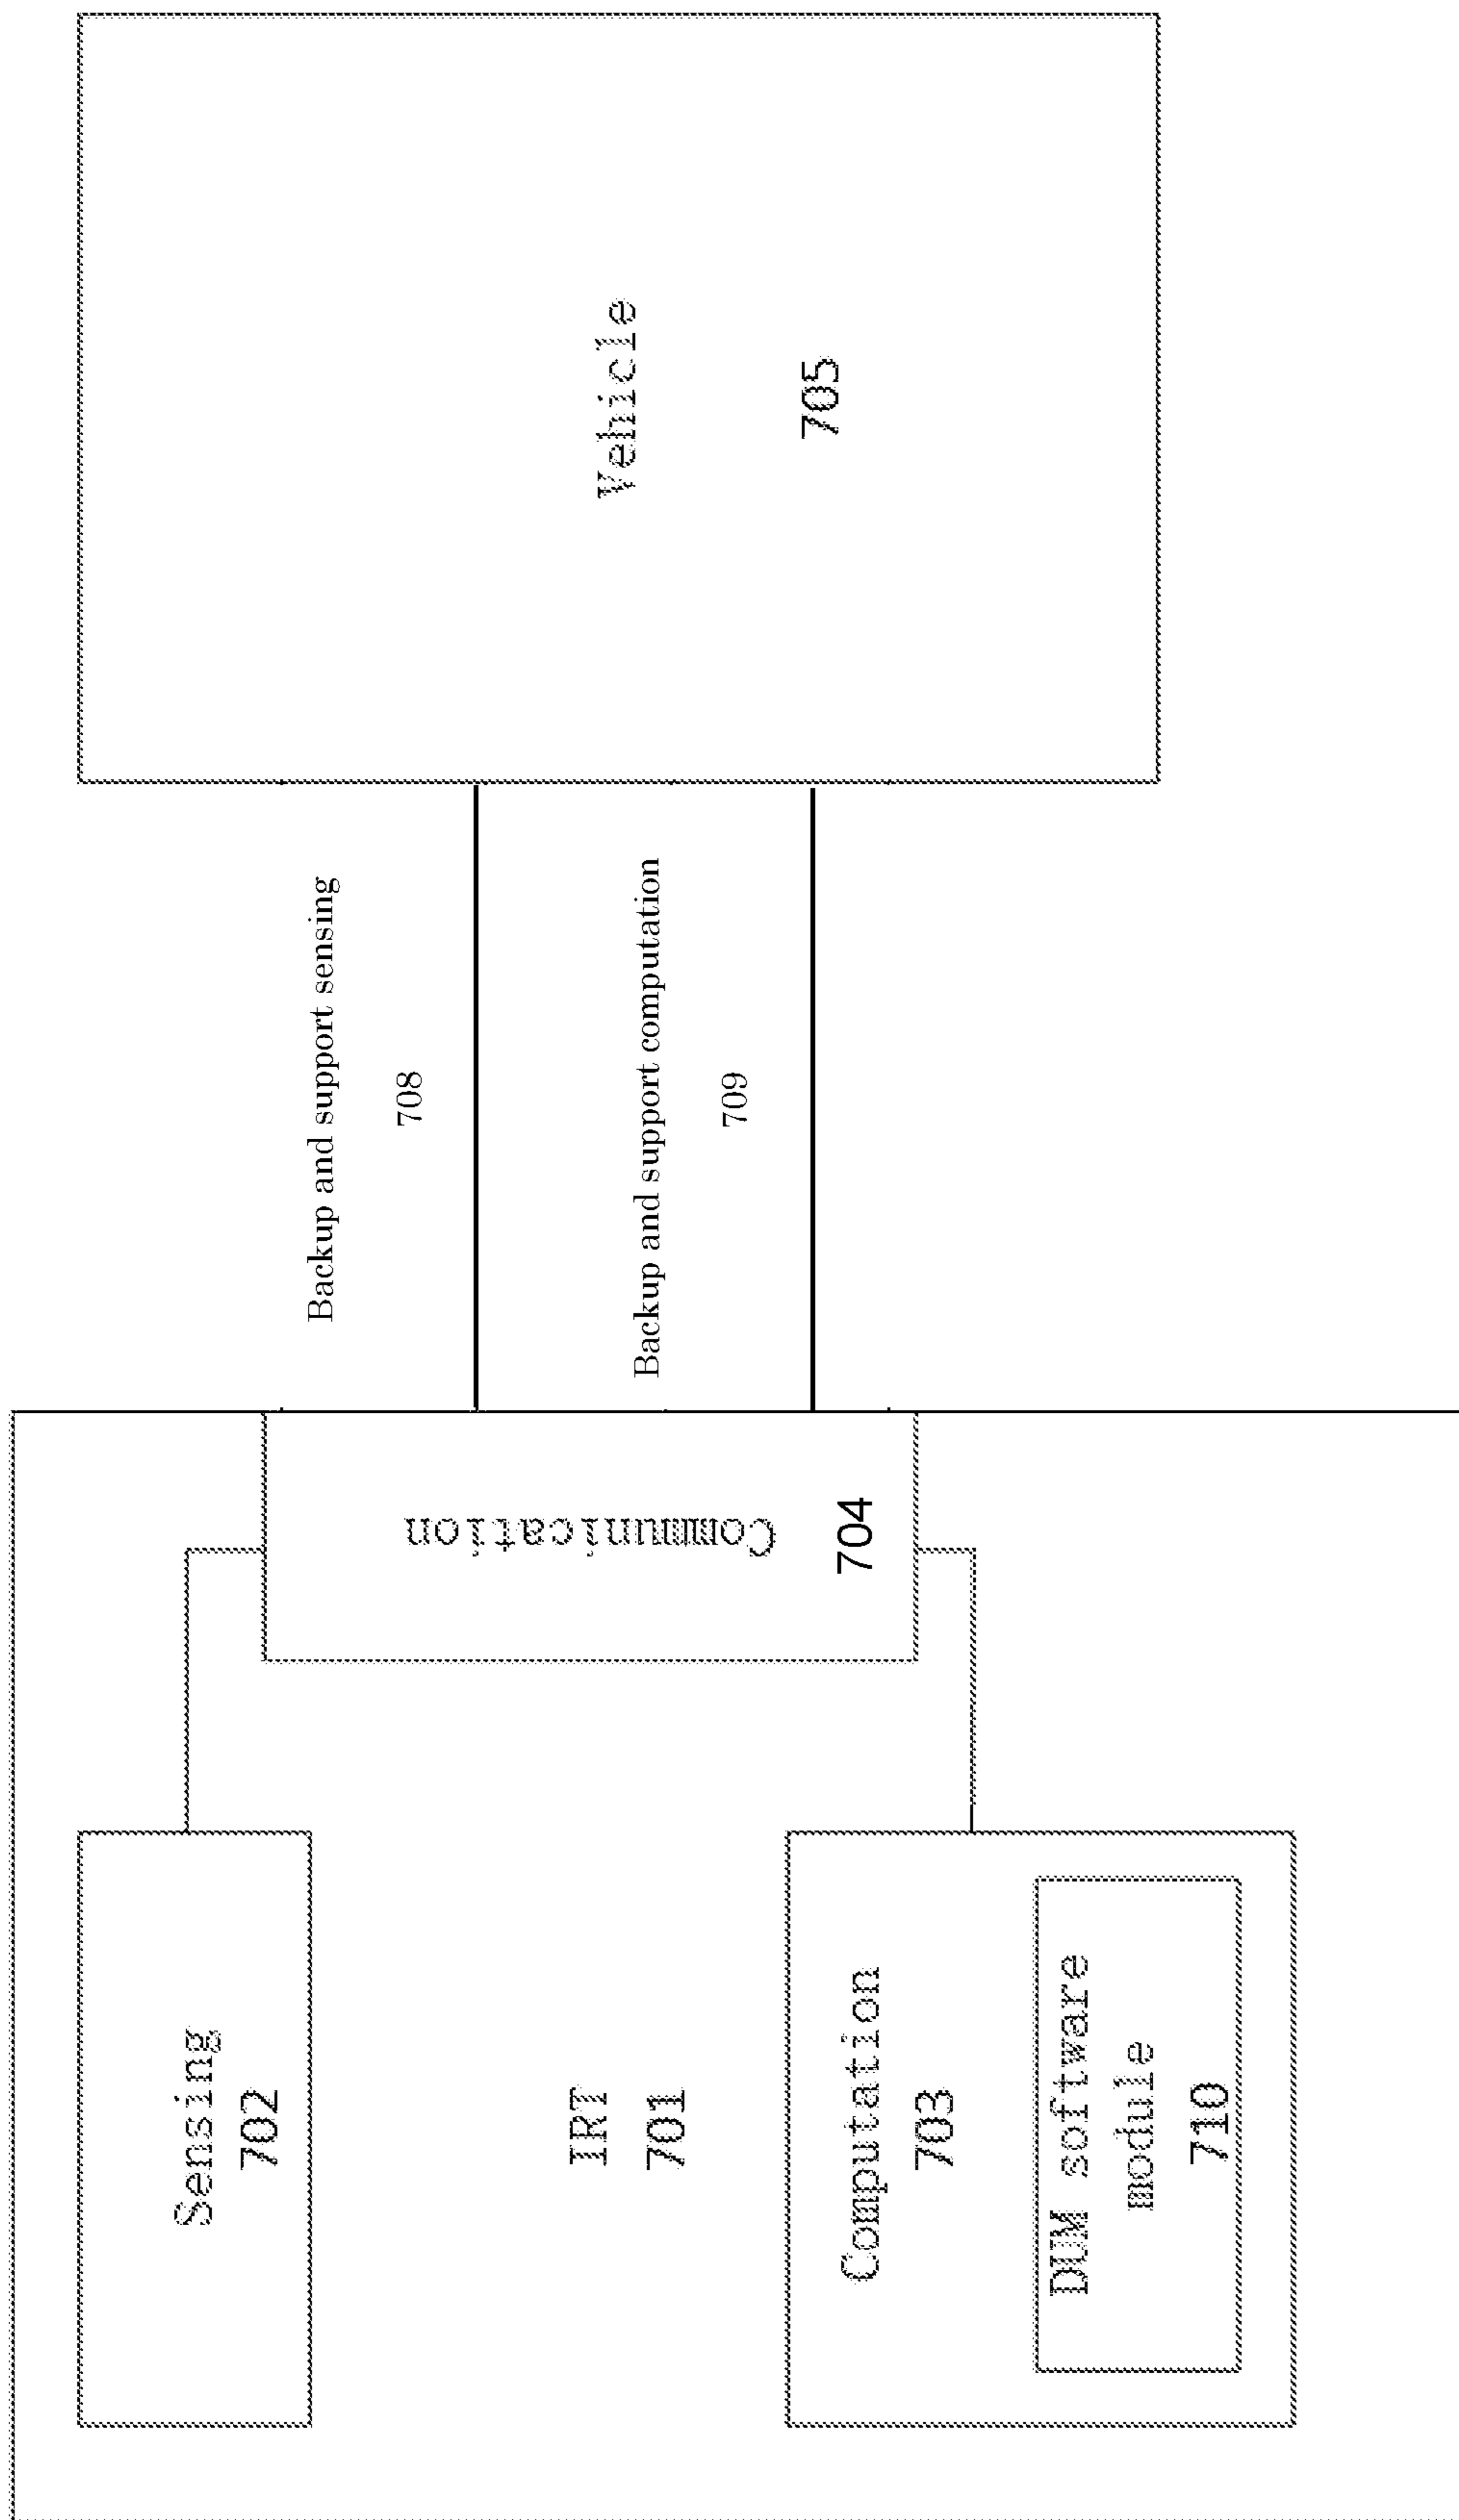 Sensing
702
IRT
701
Computation
703
DUM software
module
710
Communication
704
Backup and support sensing
708
Backup and support computation
709
Vehicle
705